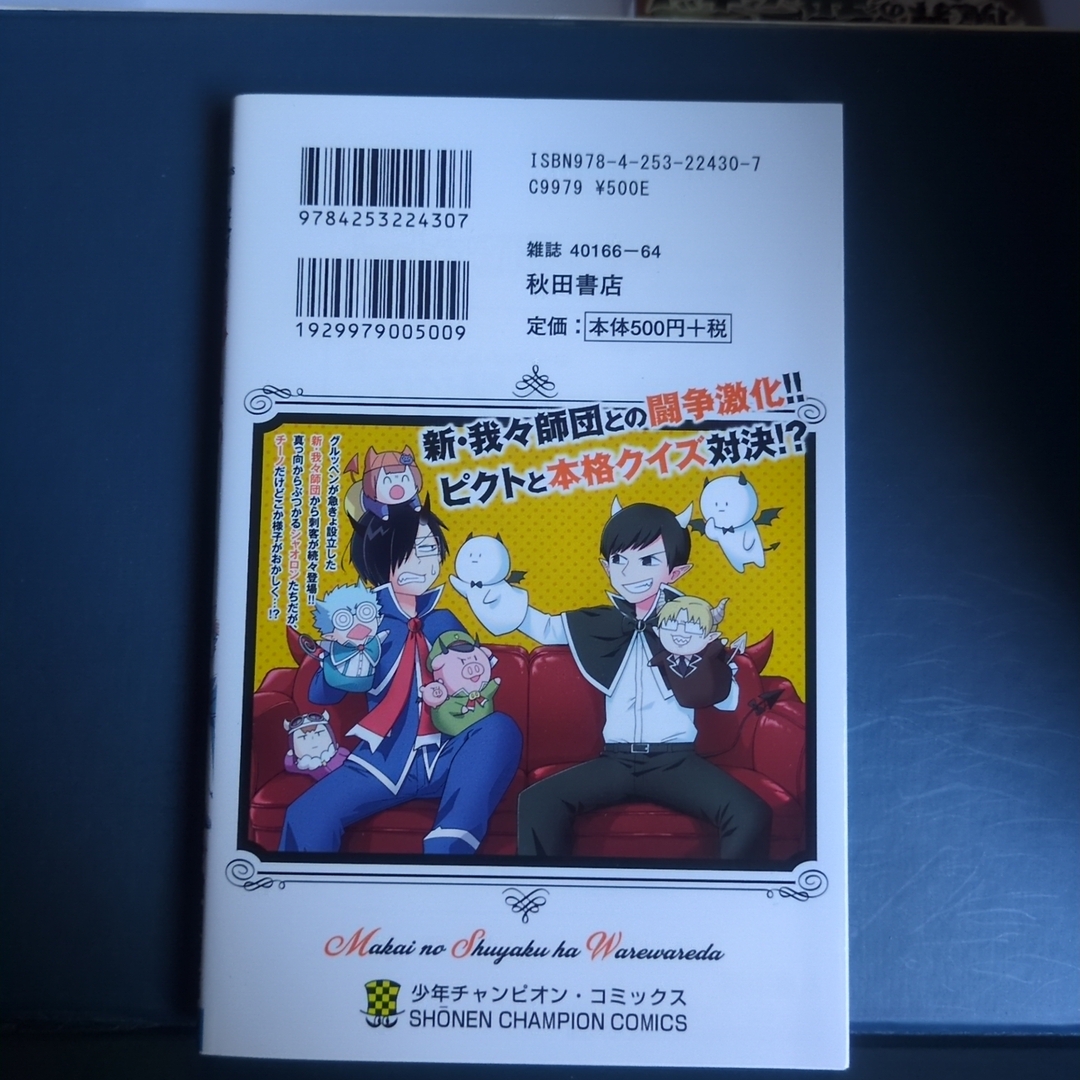 9784253224307
ISBN978-4-253-22430-7
C9979 ¥500E
1929979005009
雑誌 40166-64
秋田書店
定価：本体500円+税
新・我々師団との闘争激化!!
ピクトと本格クイズ対決!?
グルッペンが急きょ設立した
新・我々師団から刺客が続々登場!!
真っ向からぶつかるシャオロンたちだが、
チーノだけどこか様子がおかしく…!?
Makai no Shuyaku ha Warewareda
少年チャンピオン・コミックス
SHŌNEN CHAMPION COMICS